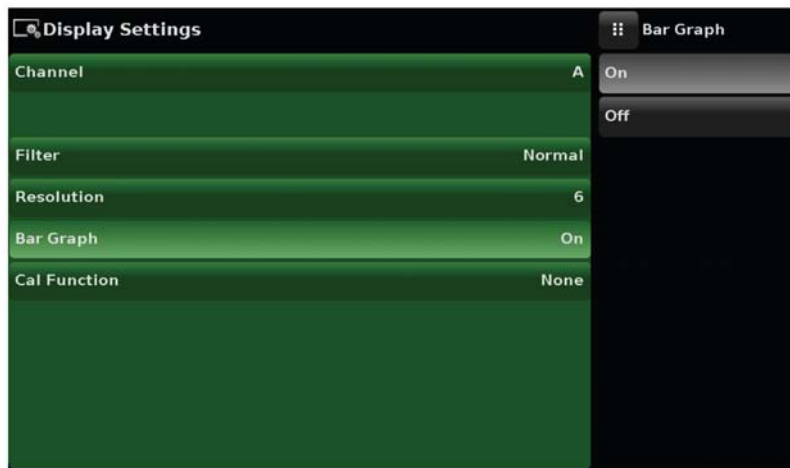 Display Settings
Channel A
Filter Normal
Resolution 6
Bar Graph On
Cal Function None
Bar Graph
On
Off